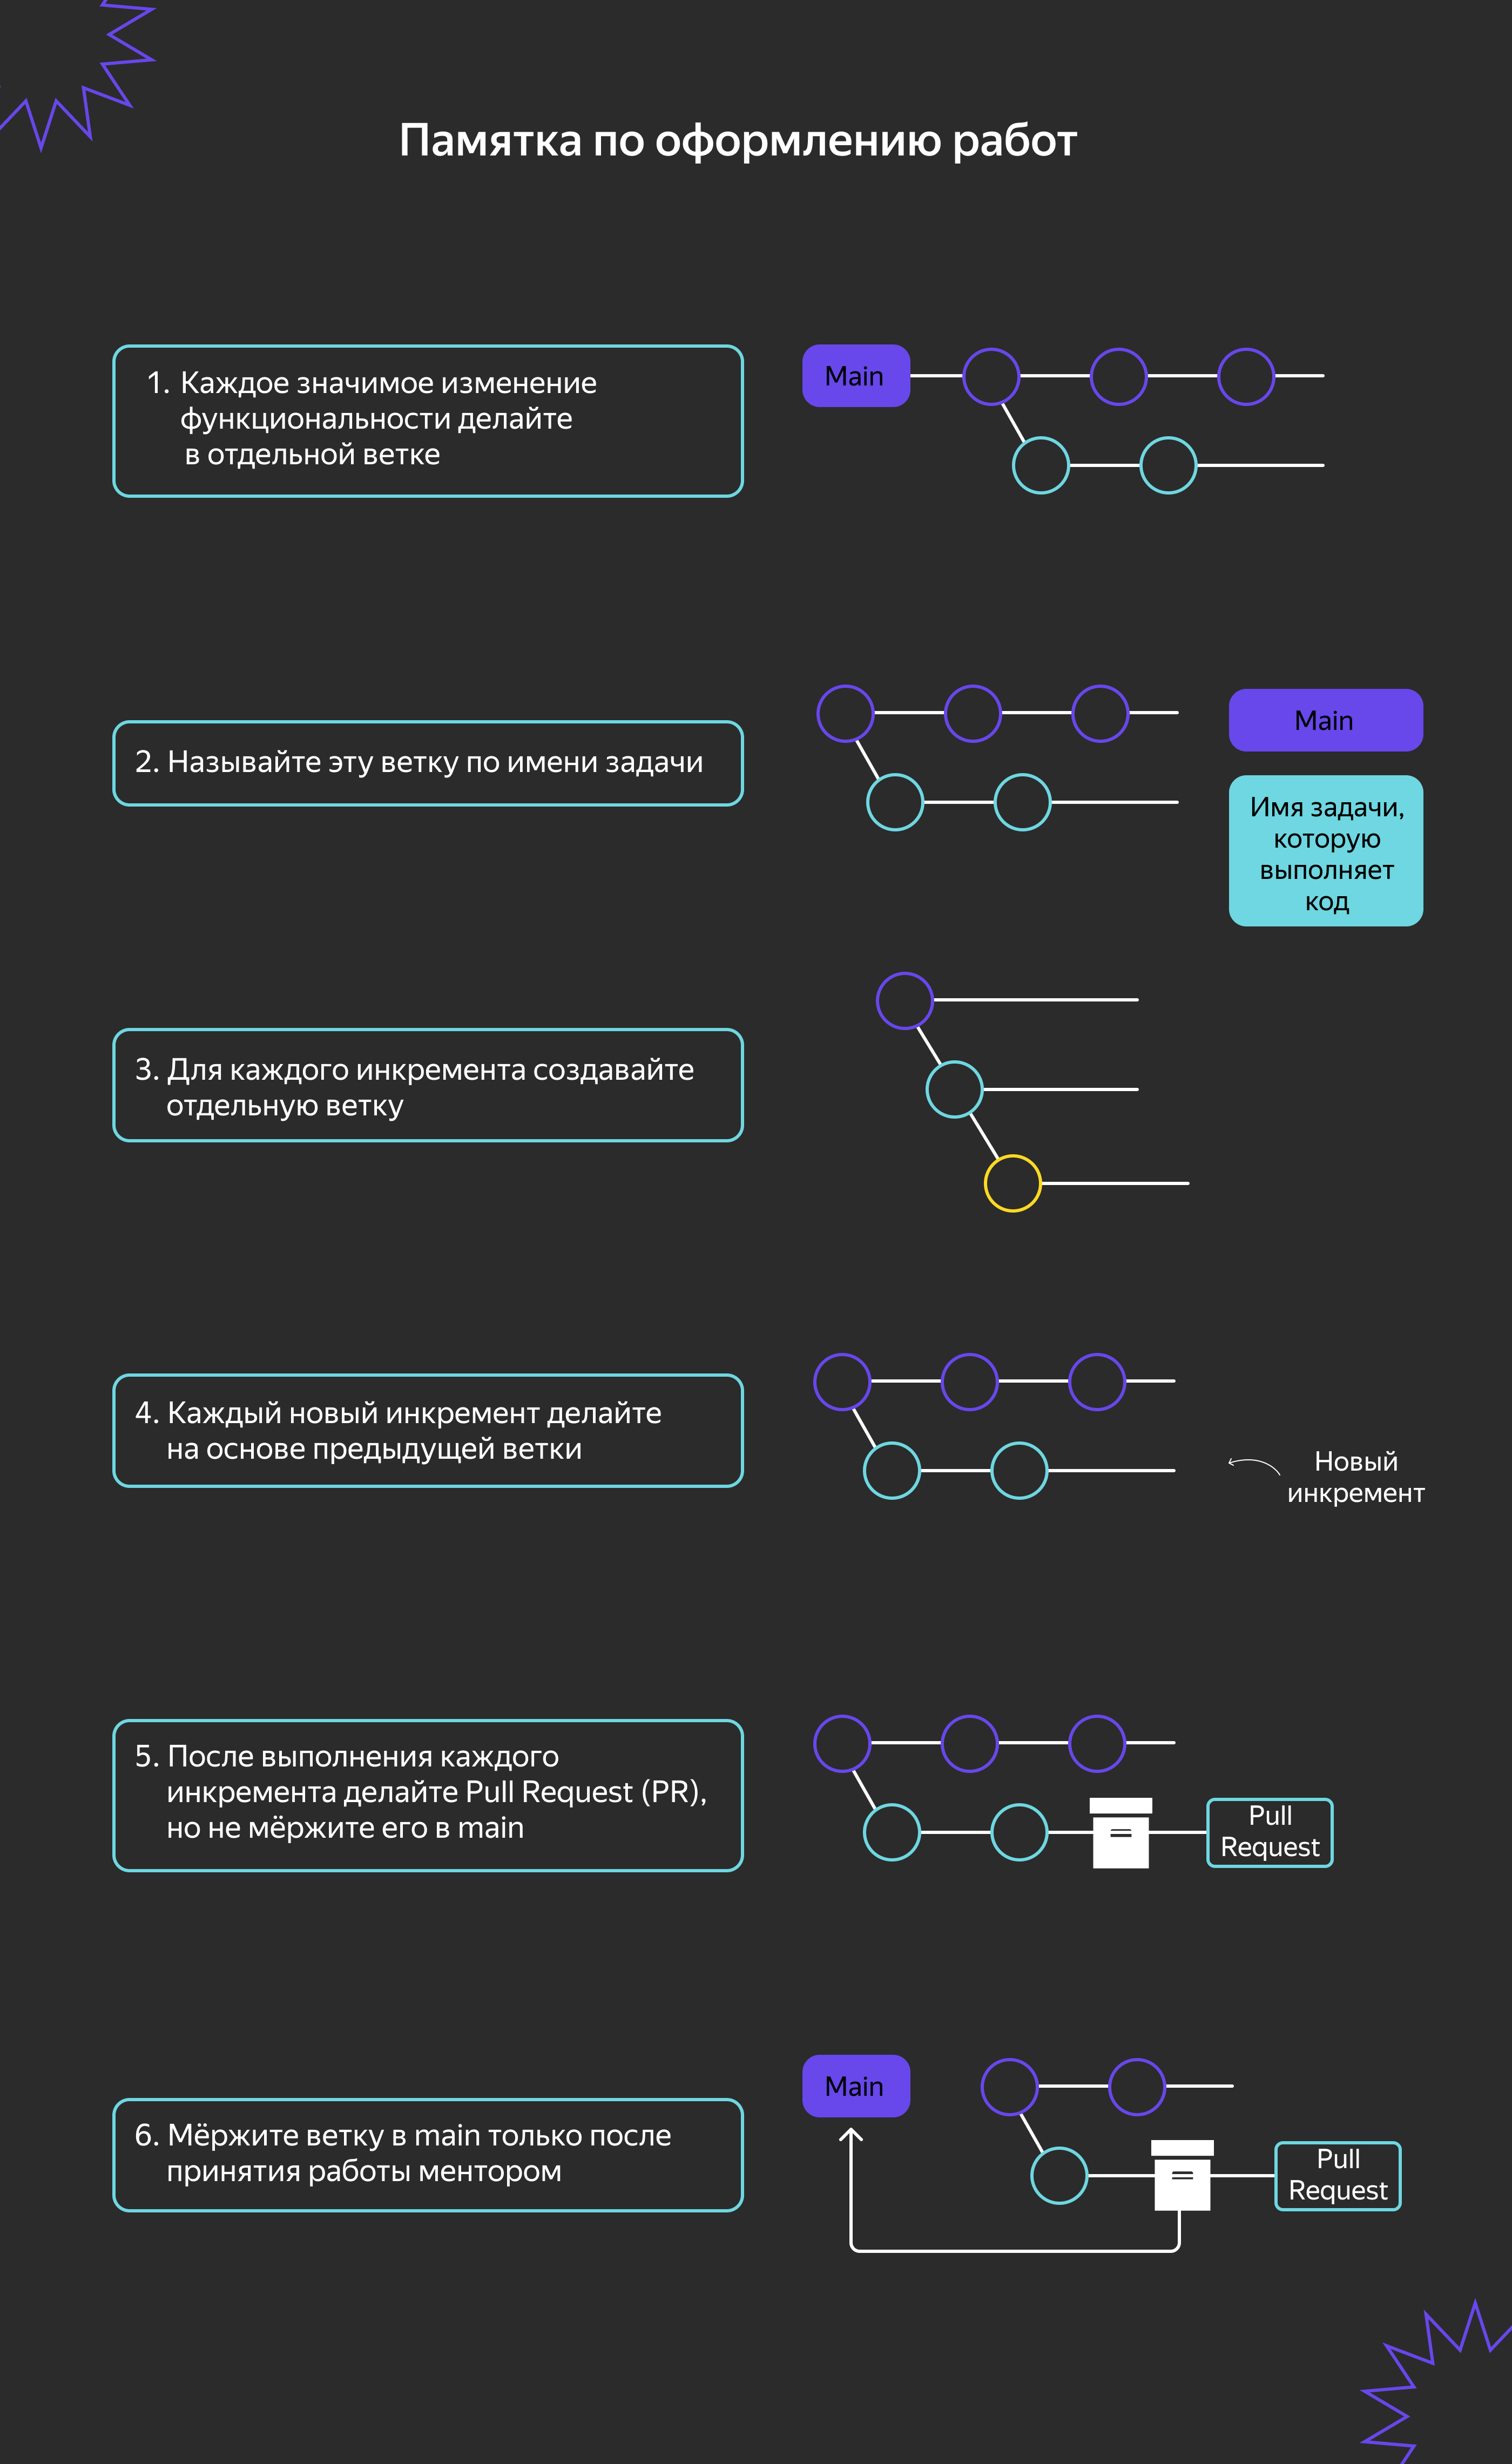 Памятка по оформлению работ
1. Каждое значимое изменение
функциональности делайте
в отдельной ветке
Main
2. Называйте эту ветку по имени задачи
Main
Имя задачи,
которую
выполняет
код
3. Для каждого инкремента создавайте
отдельную ветку
4. Каждый новый инкремент делайте
на основе предыдущей ветки
Новый
инкремент
5. После выполнения каждого
инкремента делайте Pull Request (PR),
но не мёржите его в main
Pull
Request
Main
6. Мёржите ветку в main только после
принятия работы ментором
Pull
Request